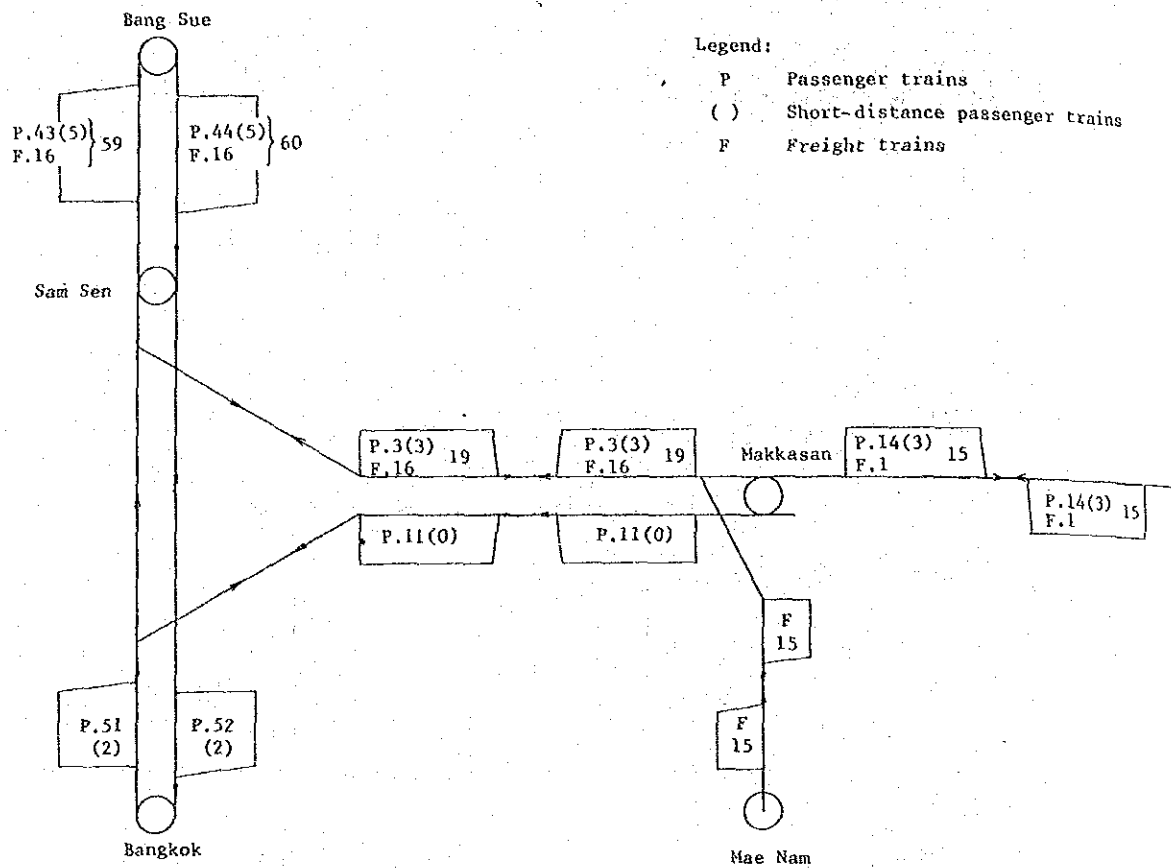 Bang Sue
Legend:
P Passenger trains
( ) Short-distance passenger trains
F Freight trains
P.43(5)
F.16 } 59
P.44(5)
F.16 } 60
Sam Sen
P.3(3)
F.16 19
P.3(3)
F.16 19
Makkasan
P.14(3)
F.1 15
P.14(3)
F.1 15
P.11(0)
P.11(0)
F
15
F
15
P.51
(2)
P.52
(2)
Bangkok
Mae Nam